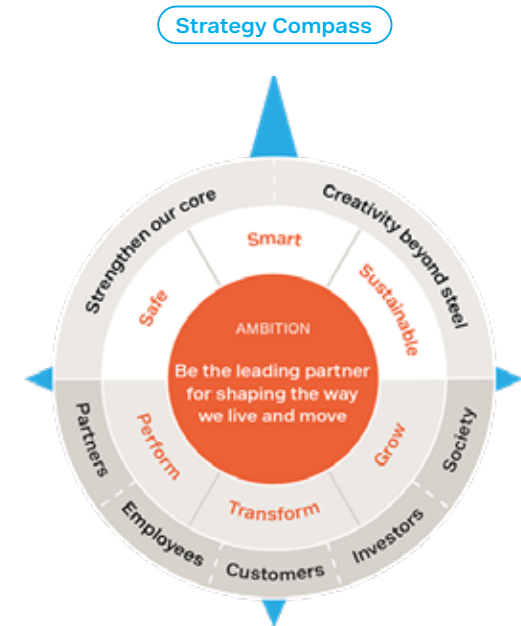 Strategy Compass
Strengthen our core
Creativity beyond steel
Safe
Smart
Sustainable
AMBITION
Be the leading partner
for shaping the way
we live and move
Perform
Transform
Grow
Partners
Employees
Customers
Investors
Society